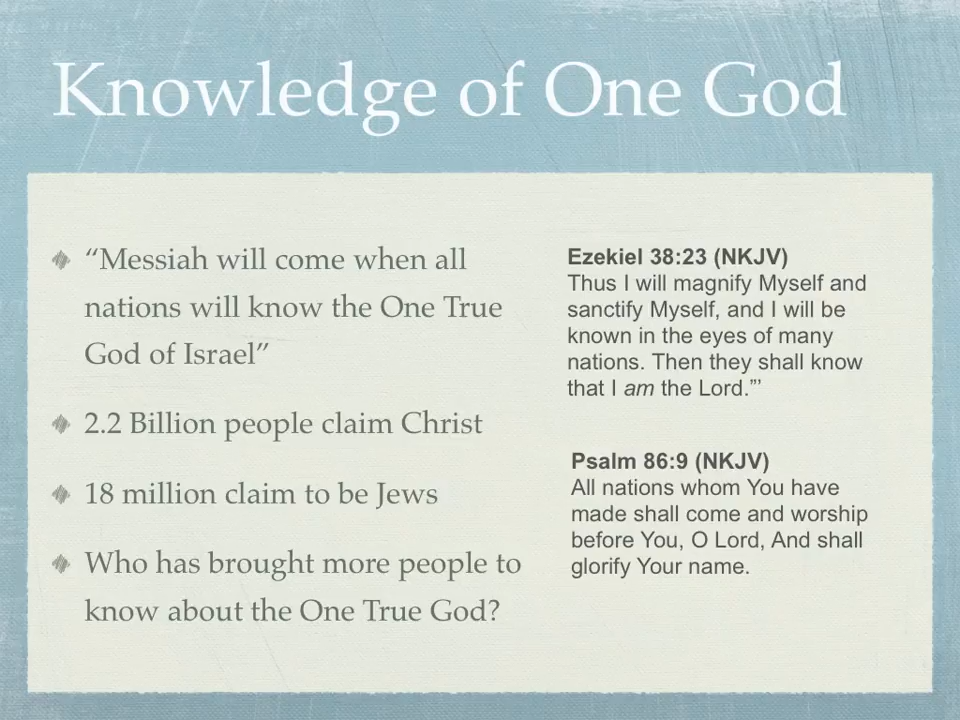 Knowledge of One God
“Messiah will come when all
nations will know the One True
God of Israel”
2.2 Billion people claim Christ
18 million claim to be Jews
Who has brought more people to
know about the One True God?
Ezekiel 38:23 (NKJV)
Thus I will magnify Myself and
sanctify Myself, and I will be
known in the eyes of many
nations. Then they shall know
that I am the Lord.”’
Psalm 86:9 (NKJV)
All nations whom You have
made shall come and worship
before You, O Lord, And shall
glorify Your name.